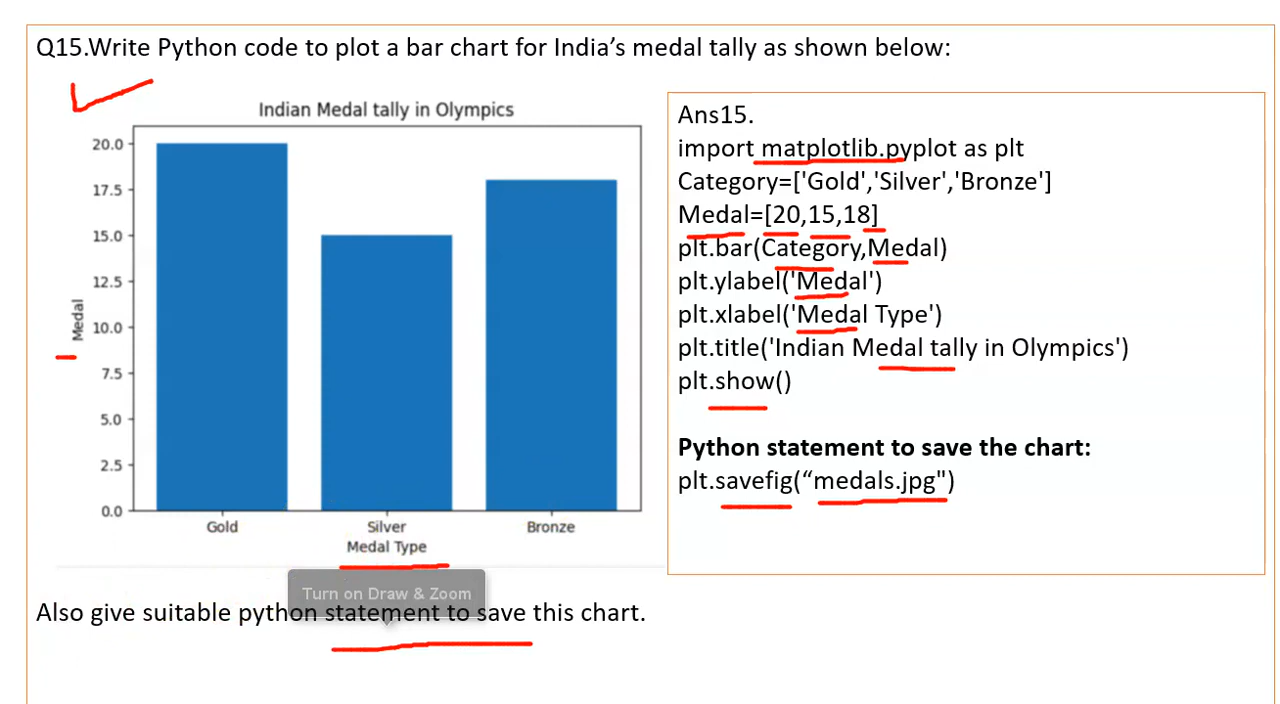 Q15.Write Python code to plot a bar chart for India’s medal tally as shown below:
Indian Medal tally in Olympics
20.0
17.5
15.0
12.5
10.0
7.5
5.0
2.5
0.0
Medal
Gold Silver Bronze
Medal Type
Ans15.
import matplotlib.pyplot as plt
Category=['Gold','Silver','Bronze']
Medal=[20,15,18]
plt.bar(Category,Medal)
plt.ylabel('Medal')
plt.xlabel('Medal Type')
plt.title('Indian Medal tally in Olympics')
plt.show()
Python statement to save the chart:
plt.savefig(“medals.jpg")
Turn on Draw & Zoom
Also give suitable python statement to save this chart.